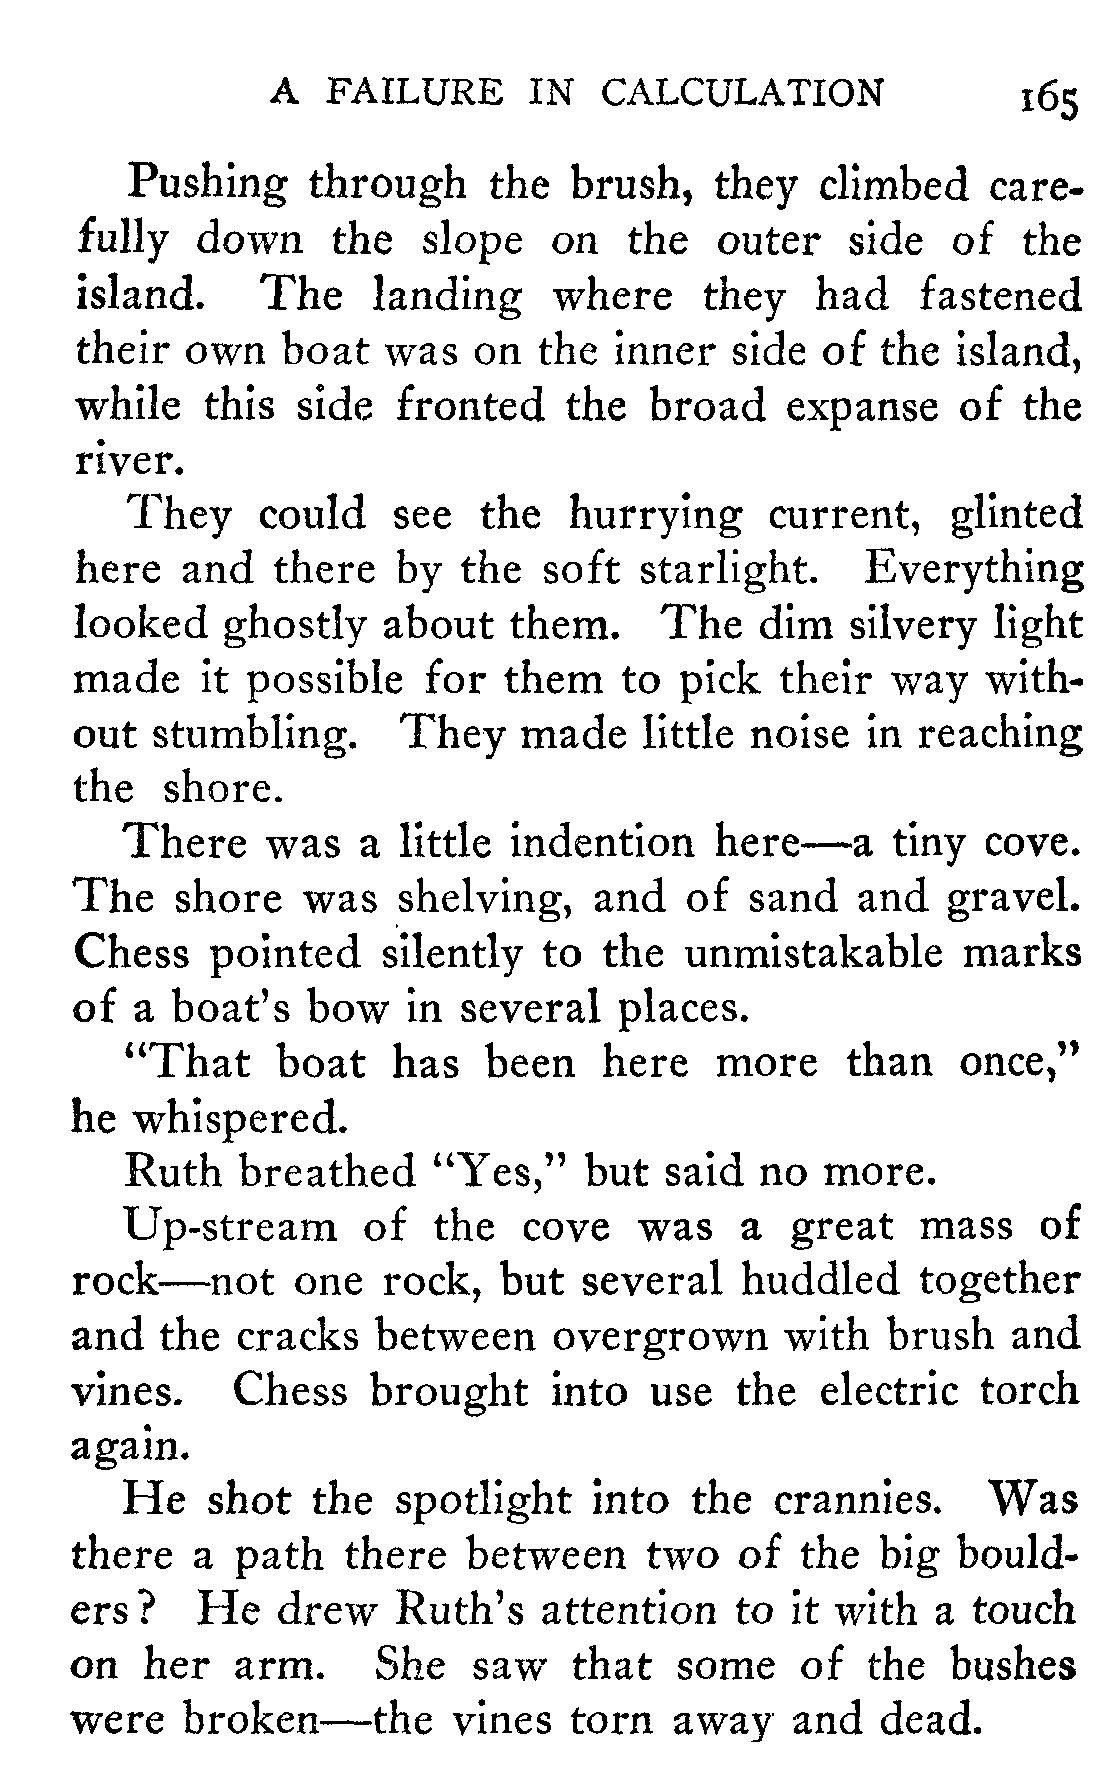 A FAILURE IN CALCULATION 165
Pushing through the brush, they climbed care-
fully down the slope on the outer side of the
island. The landing where they had fastened
their own boat was on the inner side of the island,
while this side fronted the broad expanse of the
river.
They could see the hurrying current, glinted
here and there by the soft starlight. Everything
looked ghostly about them. The dim silvery light
made it possible for them to pick their way with-
out stumbling. They made little noise in reaching
the shore.
There was a little indention here—a tiny cove.
The shore was shelving, and of sand and gravel.
Chess pointed silently to the unmistakable marks
of a boat's bow in several places.
"That boat has been here more than once,"
he whispered.
Ruth breathed "Yes," but said no more.
Up-stream of the cove was a great mass of
rock—not one rock, but several huddled together
and the cracks between overgrown with brush and
vines. Chess brought into use the electric torch
again.
He shot the spotlight into the crannies. Was
there a path there between two of the big bould-
ers? He drew Ruth's attention to it with a touch
on her arm. She saw that some of the bushes
were broken—the vines torn away and dead.